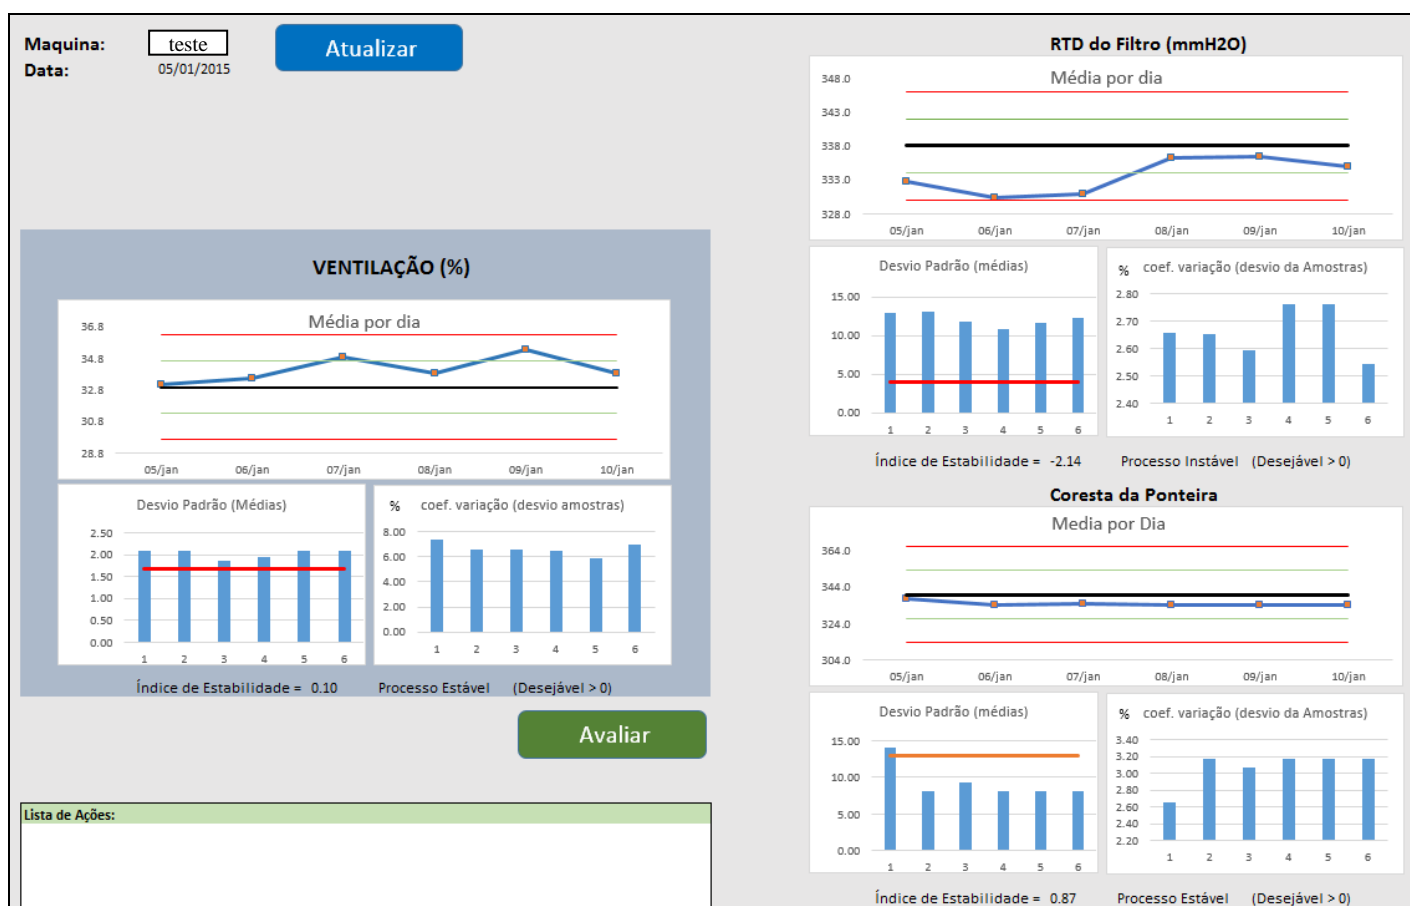 Maquina: teste
Data: 05/01/2015
Atualizar
VENTILAÇÃO (%)
Média por dia
36.8
34.8
32.8
30.8
28.8
05/jan 06/jan 07/jan 08/jan 09/jan 10/jan
Desvio Padrão (Médias)
2.50
2.00
1.50
1.00
0.50
0.00
1 2 3 4 5 6
% coef. variação (desvio amostras)
8.00
6.00
4.00
2.00
0.00
1 2 3 4 5 6
Índice de Estabilidade = 0.10 Processo Estável (Desejável > 0)
Avaliar
Lista de Ações:
RTD do Filtro (mmH2O)
Média por dia
348.0
343.0
338.0
333.0
328.0
05/jan 06/jan 07/jan 08/jan 09/jan 10/jan
Desvio Padrão (médias)
15.00
10.00
5.00
0.00
1 2 3 4 5 6
% coef. variação (desvio da Amostras)
2.80
2.70
2.60
2.50
2.40
1 2 3 4 5 6
Índice de Estabilidade = -2.14 Processo Instável (Desejável > 0)
Coresta da Ponteira
Media por Dia
364.0
344.0
324.0
304.0
05/jan 06/jan 07/jan 08/jan 09/jan 10/jan
Desvio Padrão (médias)
15.00
10.00
5.00
0.00
1 2 3 4 5 6
% coef. variação (desvio da Amostras)
3.40
3.20
3.00
2.80
2.60
2.40
2.20
1 2 3 4 5 6
Índice de Estabilidade = 0.87 Processo Estável (Desejável > 0)